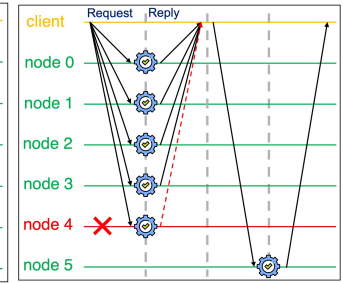 Request Reply
client
node 0
node 1
node 2
node 3
node 4
node 5